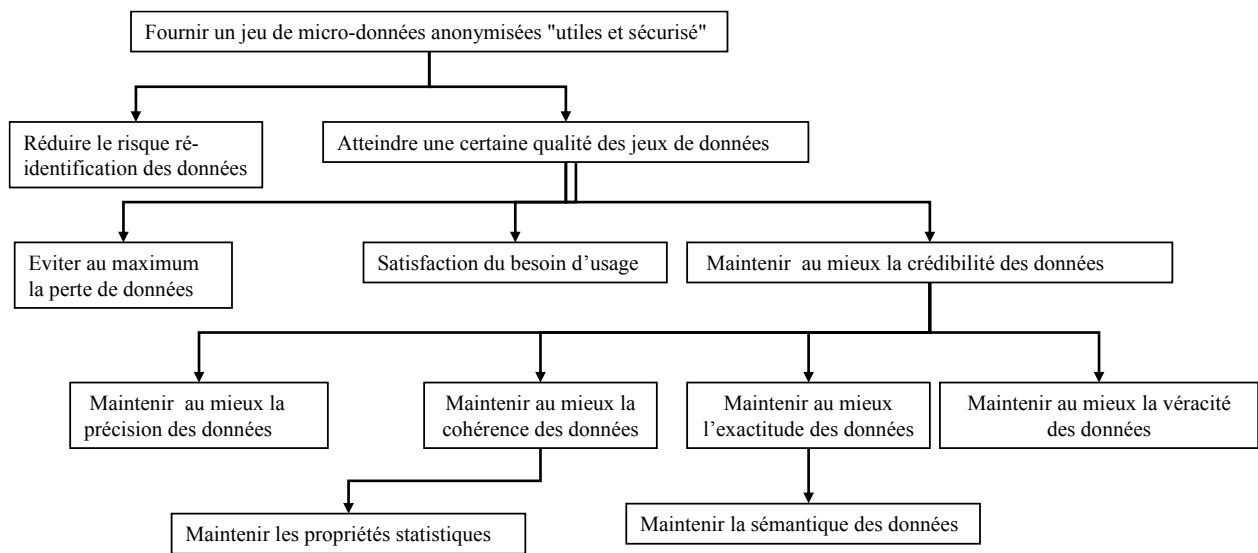 Fournir un jeu de micro-données anonymisées "utiles et sécurisé"
Réduire le risque ré-
identification des données
Atteindre une certaine qualité des jeux de données
Eviter au maximum
la perte de données
Satisfaction du besoin d’usage
Maintenir au mieux la crédibilité des données
Maintenir au mieux la
précision des données
Maintenir au mieux la
cohérence des données
Maintenir au mieux
l’exactitude des données
Maintenir au mieux la véracité
des données
Maintenir les propriétés statistiques
Maintenir la sémantique des données